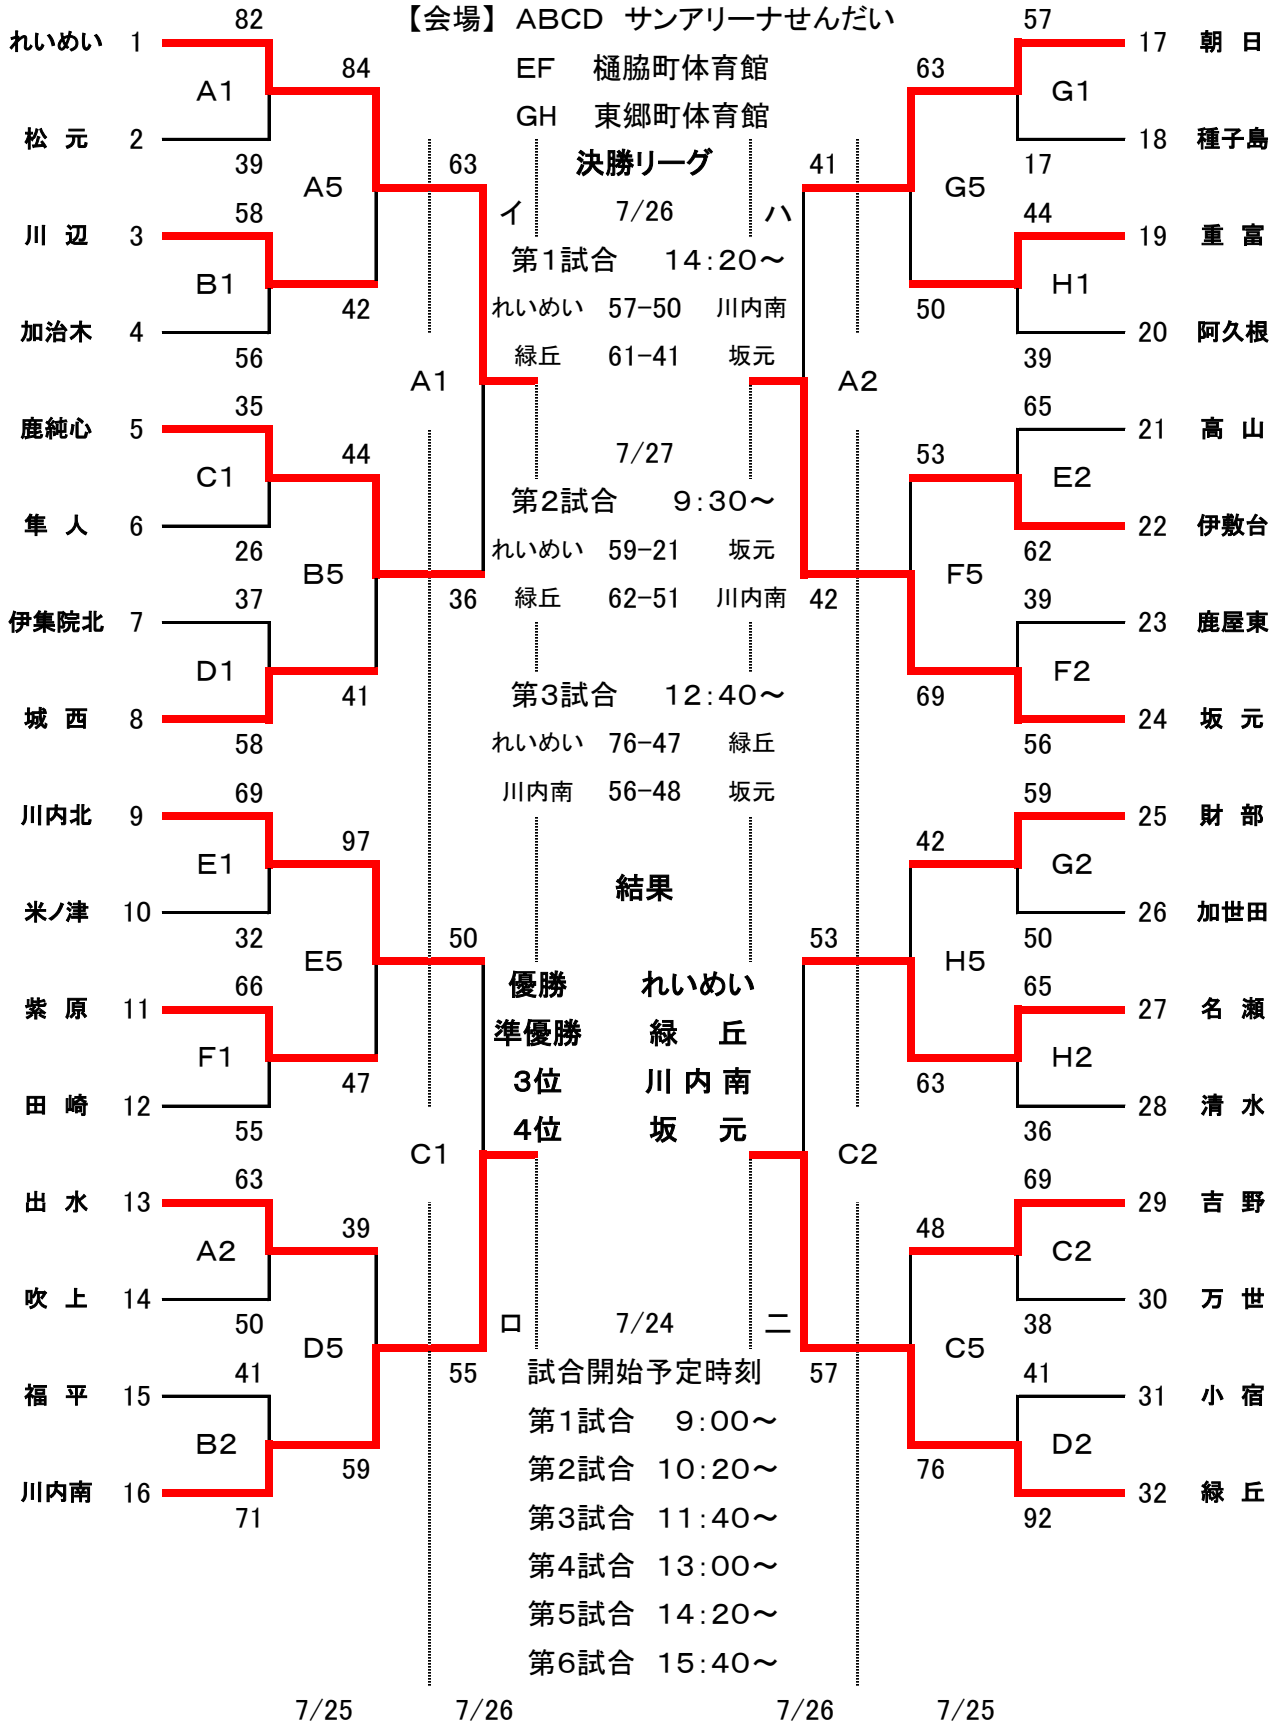 【会場】 ABCD サンアリーナせんだい
EF 樋脇町体育館
GH 東郷町体育館
82
れいめい 1
A1
松元 2
39
84
A5
58
川辺 3
B1
加治木 4
56
42
63
A1
35
鹿純心 5
C1
隼人 6
26
44
B5
37
伊集院北 7
D1
城西 8
58
41
36
69
川内北 9
E1
米ノ津 10
32
97
E5
66
紫原 11
F1
田崎 12
55
47
50
C1
63
出水 13
A2
吹上 14
50
39
D5
41
福平 15
B2
川内南 16
71
59
55
決勝リーグ
イ 7/26 ハ
第1試合 14:20~
れいめい 57-50 川内南
緑丘 61-41 坂元
7/27
第2試合 9:30~
れいめい 59-21 坂元
緑丘 62-51 川内南
第3試合 12:40~
れいめい 76-47 緑丘
川内南 56-48 坂元
結果
優勝 れいめい
準優勝 緑丘
3位 川内南
4位 坂元
ロ 7/24 ニ
試合開始予定時刻
第1試合 9:00~
第2試合 10:20~
第3試合 11:40~
第4試合 13:00~
第5試合 14:20~
第6試合 15:40~
57
17 朝日
G1
18 種子島
17
63
G5
44
19 重富
H1
20 阿久根
39
50
41
A2
65
21 高山
E2
22 伊敷台
62
53
F5
39
23 鹿屋東
F2
24 坂元
56
69
42
59
25 財部
G2
26 加世田
50
42
H5
65
27 名瀬
H2
28 清水
36
63
53
C2
69
29 吉野
C2
30 万世
38
48
C5
41
31 小宿
D2
32 緑丘
92
76
57
7/25 7/26 7/26 7/25